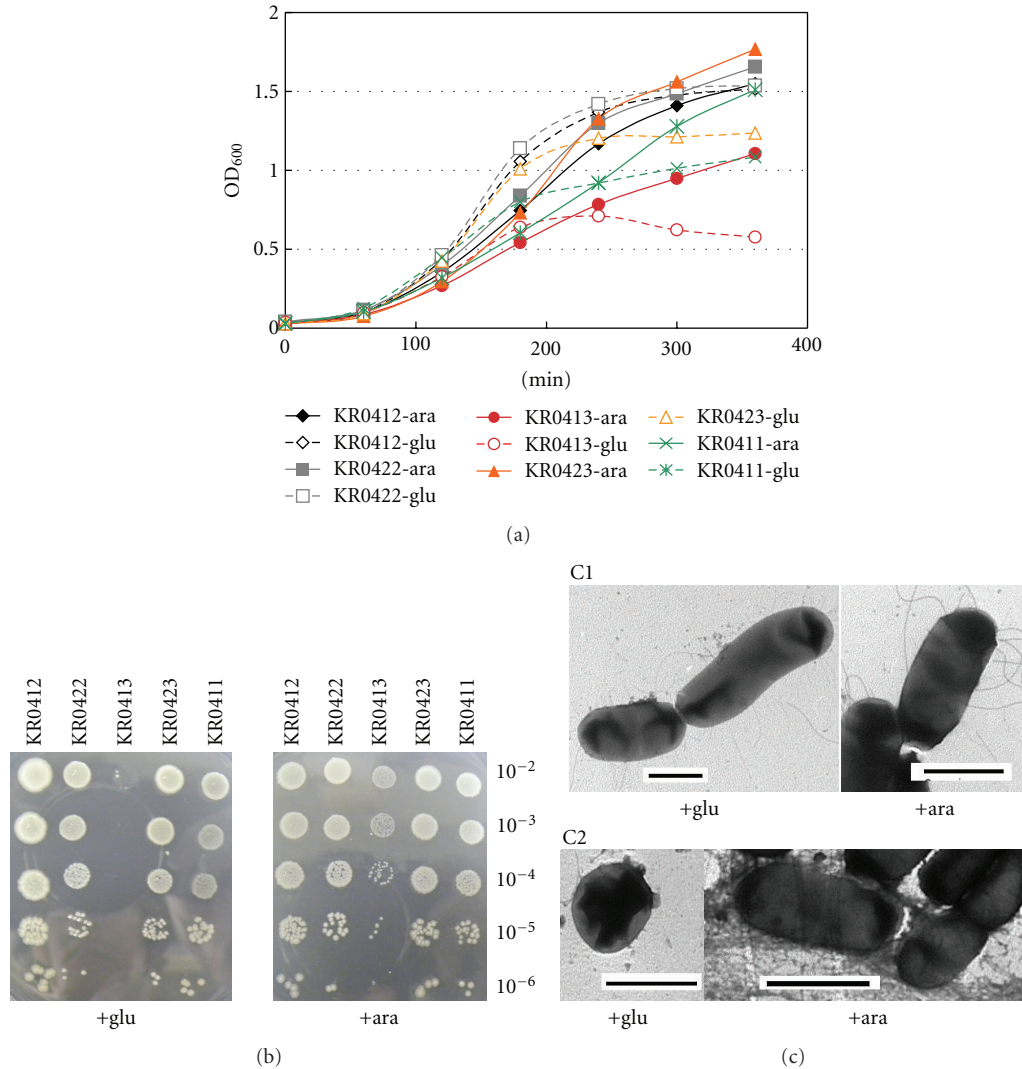 2
1.5
1
0.5
0
OD600
0 100 200 300 400
(min)
KR0412-ara KR0413-ara KR0423-glu
KR0412-glu KR0413-glu KR0411-ara
KR0422-ara KR0423-ara KR0411-glu
KR0422-glu
(a)
KR0412 KR0422 KR0413 KR0423 KR0411
KR0412 KR0422 KR0413 KR0423 KR0411
10−2
10−3
10−4
10−5
10−6
+glu +ara
(b)
C1
+glu +ara
C2
+glu +ara
(c)